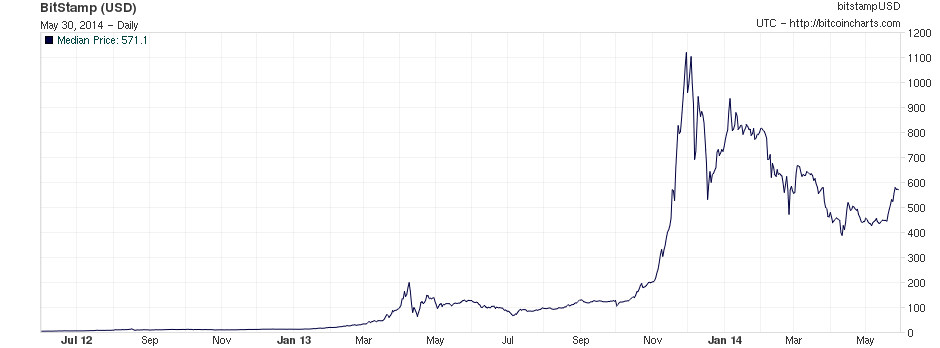 BitStamp (USD)
bitstampUSD
May 30, 2014 - Daily
UTC - http://bitcoincharts.com
Median Price: 571.1
1200
1100
1000
900
800
700
600
500
400
300
200
100
0
Jul 12 Sep Nov Jan 13 Mar May Jul Sep Nov Jan 14 Mar May